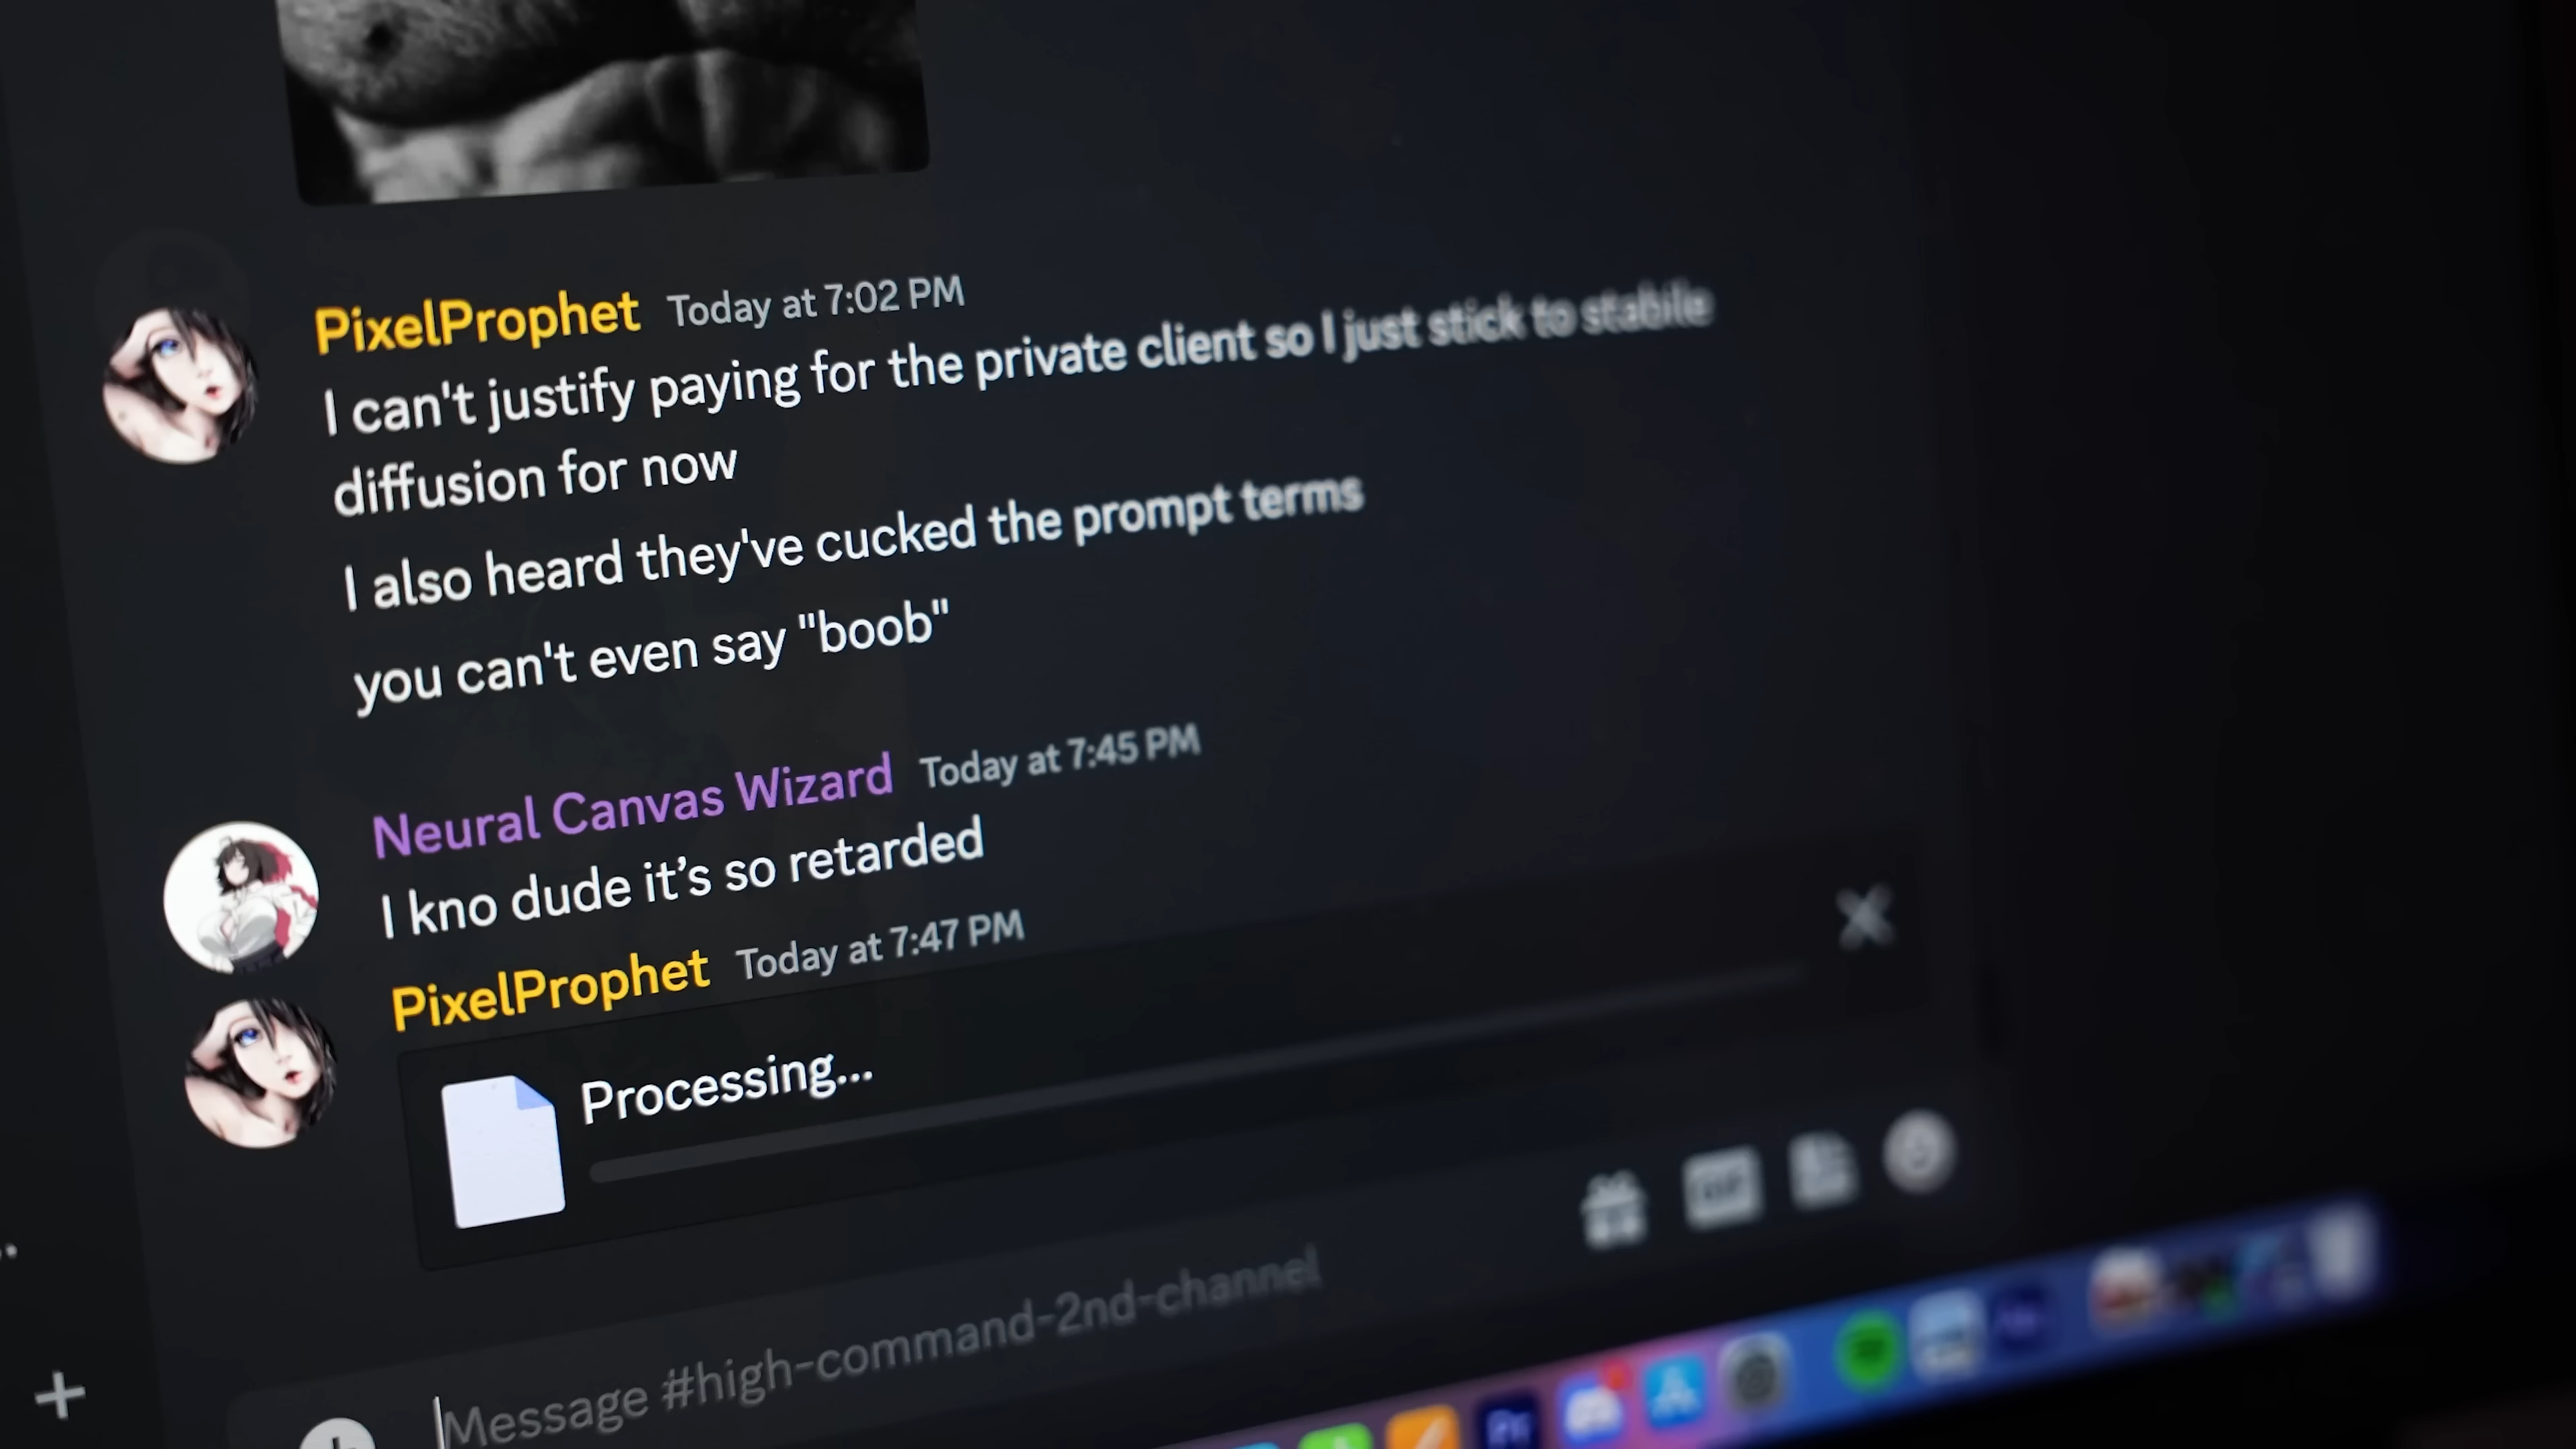 PixelProphet Today at 7:02 PM
I can't justify paying for the private client so I just stick to stabile
diffusion for now
I also heard they've cucked the prompt terms
you can't even say "boob"
Neural Canvas Wizard Today at 7:45 PM
I kno dude it’s so retarded
PixelProphet Today at 7:47 PM
Processing...
Message #high-command-2nd-channel
GIF
Pr